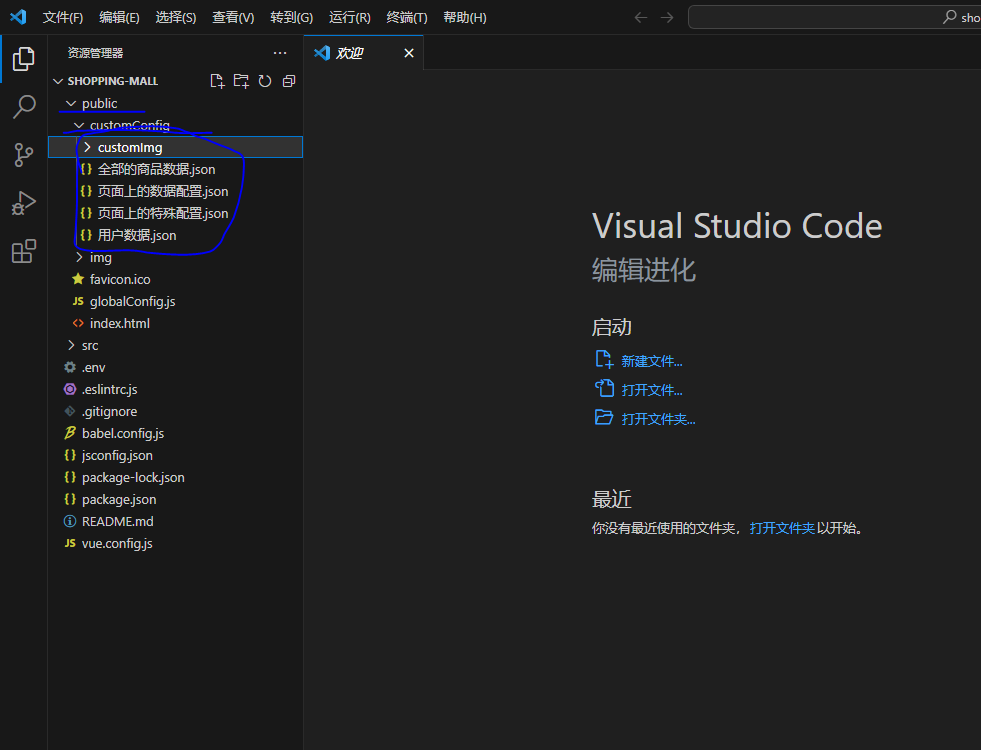 文件(F) 编辑(E) 选择(S) 查看(V) 转到(G) 运行(R) 终端(T) 帮助(H) sho
资源管理器 ··· 欢迎
SHOPPING-MALL
public
customConfig
customImg
全部的商品数据.json
页面上的数据配置.json
页面上的特殊配置.json
用户数据.json
img
favicon.ico
JS globalConfig.js
index.html
src
.env
.eslintrc.js
.gitignore
babel.config.js
jsconfig.json
package-lock.json
package.json
README.md
JS vue.config.js
Visual Studio Code
编辑进化
启动
新建文件...
打开文件...
打开文件夹...
最近
你没有最近使用的文件夹，打开文件夹以开始。